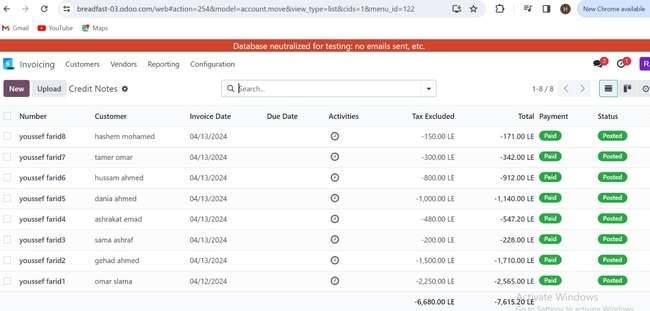 breadfast-03.odoo.com/web#action=254&model=account.move&view_type=list&cids=1&menu_id=122
H
New Chrome available
Gmail YouTube Maps
Database neutralized for testing: no emails sent, etc.
Invoicing Customers Vendors Reporting Configuration
New Upload Credit Notes Search... 1-8 / 8
Number Customer Invoice Date Due Date Activities Tax Excluded Total Payment Status
youssef farid8 hashem mohamed 04/13/2024 -150.00 LE -171.00 LE Paid Posted
youssef farid7 tamer omar 04/13/2024 -300.00 LE -342.00 LE Paid Posted
youssef farid6 hussam ahmed 04/13/2024 -800.00 LE -912.00 LE Paid Posted
youssef farid5 dania ahmed 04/13/2024 -1,000.00 LE -1,140.00 LE Paid Posted
youssef farid4 ashrakat emad 04/13/2024 -480.00 LE -547.20 LE Paid Posted
youssef farid3 sama ashraf 04/13/2024 -200.00 LE -228.00 LE Paid Posted
youssef farid2 gehad ahmed 04/13/2024 -1,500.00 LE -1,710.00 LE Paid Posted
youssef farid1 omar slama 04/12/2024 -2,250.00 LE -2,565.00 LE Paid Posted
-6,680.00 LE -7,615.20 LE
Activate Windows
Go to Settings to activate Windows